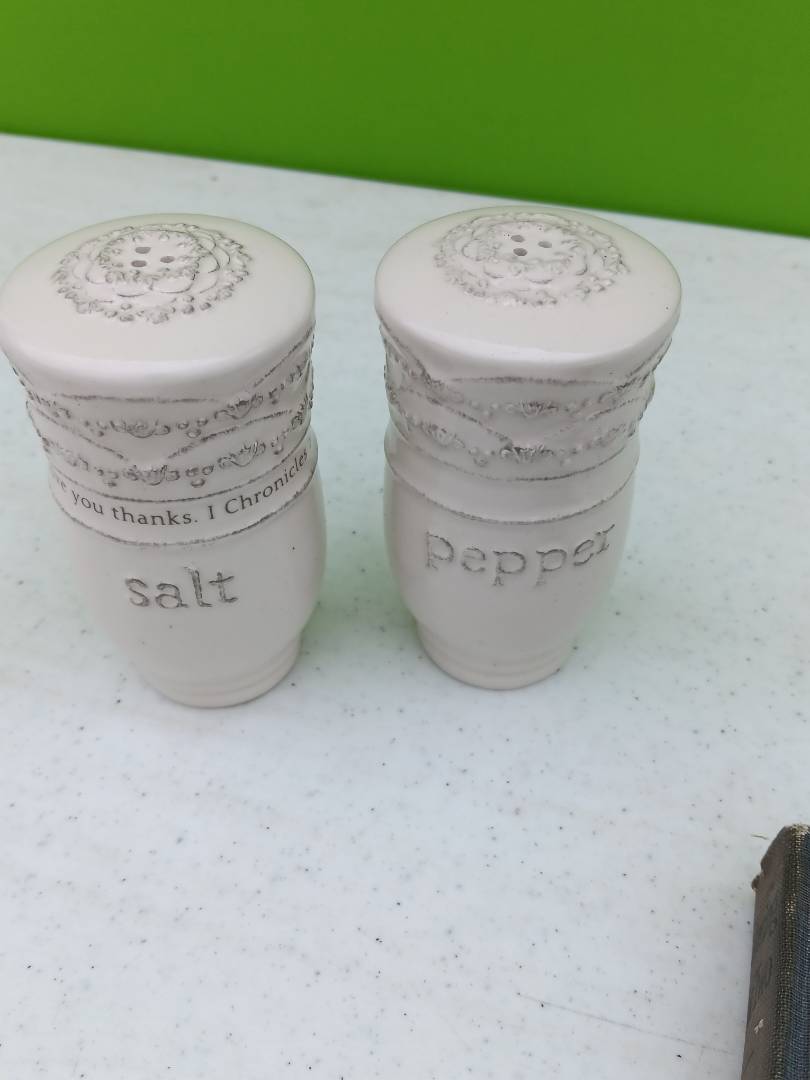 you thanks. I Chronicles
salt
pepper